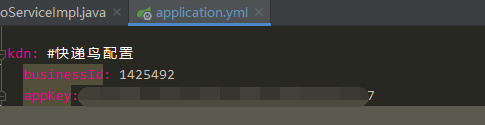 oServiceImpl.java
application.yml
kdn: #快递鸟配置
businessId: 1425492
appKey:
7